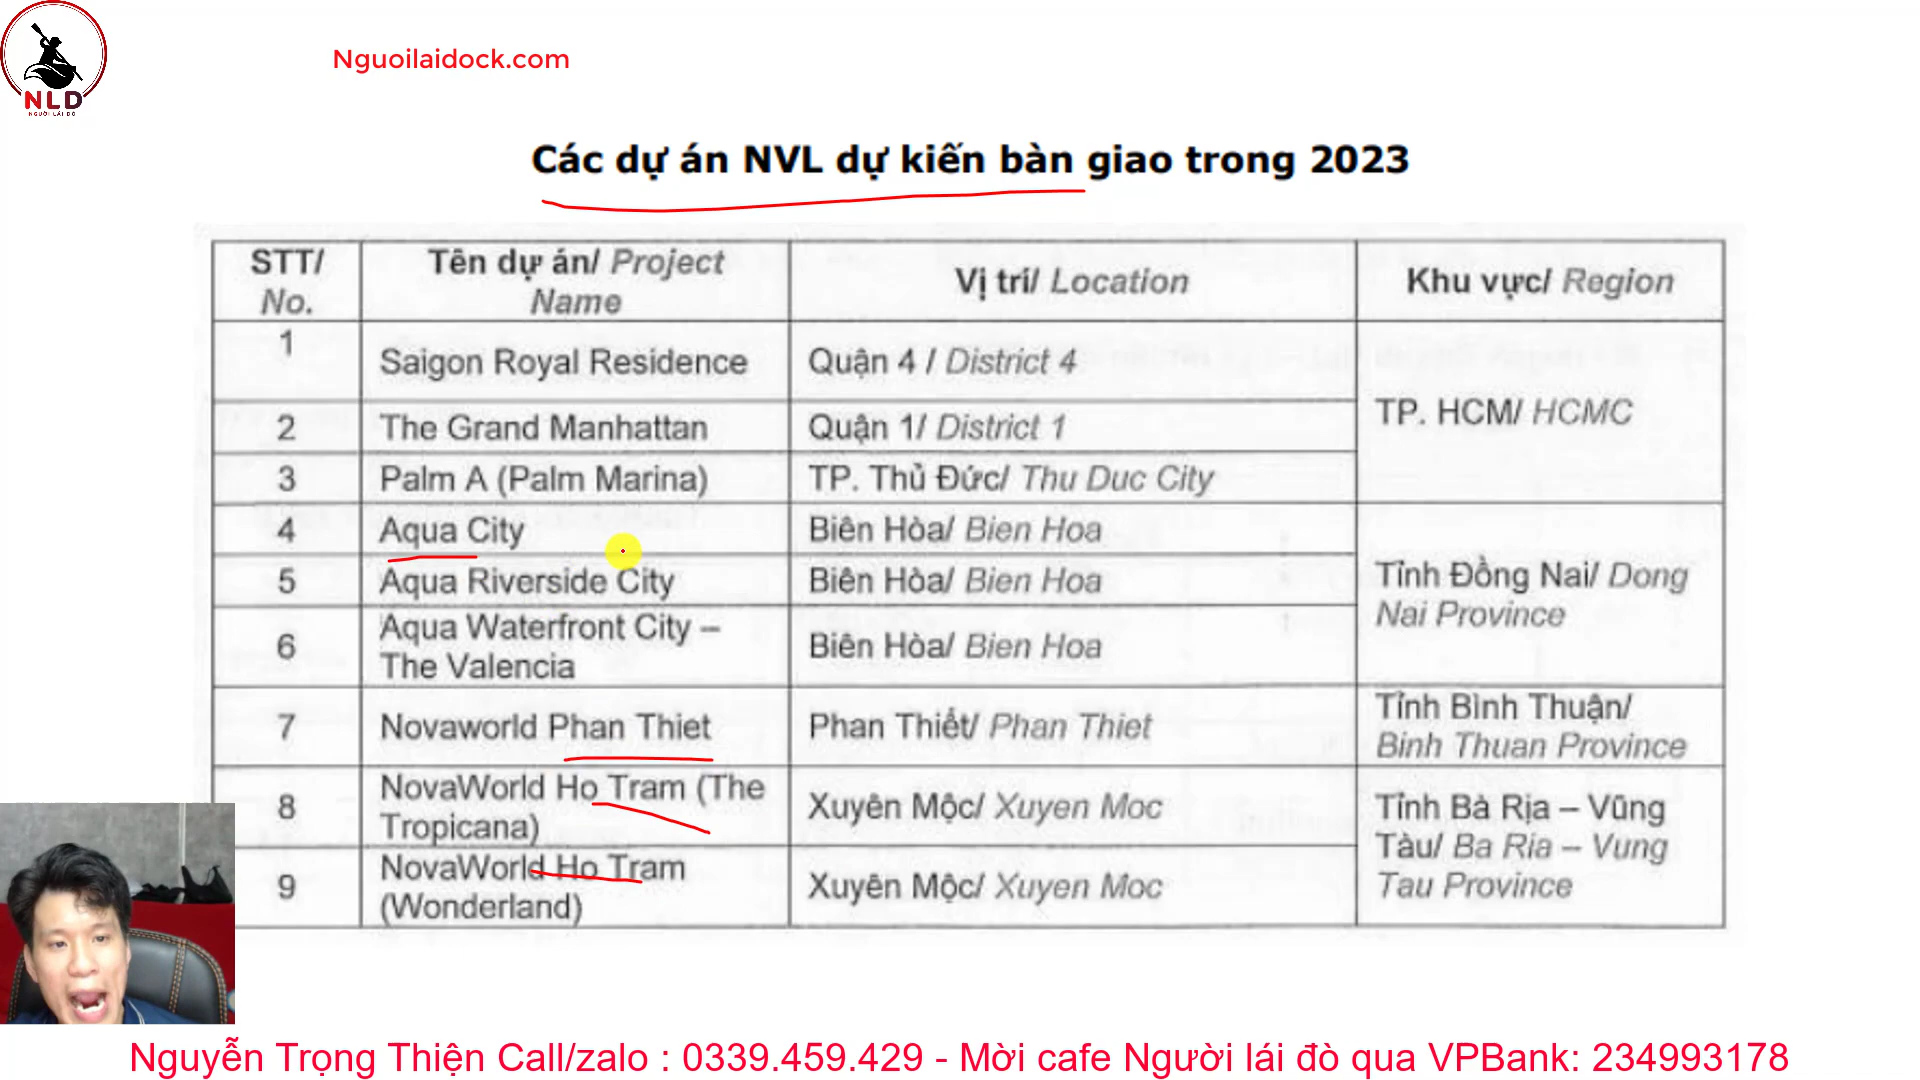 NLD
NGƯỜI LÁI ĐÒ
Nguoilaidock.com
Các dự án NVL dự kiến bàn giao trong 2023
STT/ No.
Tên dự án/ Project Name
Vị trí/ Location
Khu vực/ Region
1
Saigon Royal Residence
Quận 4 / District 4
TP. HCM/ HCMC
2
The Grand Manhattan
Quận 1/ District 1
3
Palm A (Palm Marina)
TP. Thủ Đức/ Thu Duc City
4
Aqua City
Biên Hòa/ Bien Hoa
Tỉnh Đồng Nai/ Dong
Nai Province
5
Aqua Riverside City
Biên Hòa/ Bien Hoa
6
Aqua Waterfront City –
The Valencia
Biên Hòa/ Bien Hoa
7
Novaworld Phan Thiet
Phan Thiết/ Phan Thiet
Tỉnh Bình Thuận/
Binh Thuan Province
8
NovaWorld Ho Tram (The
Tropicana)
Xuyên Mộc/ Xuyen Moc
Tỉnh Bà Rịa – Vũng
Tàu/ Ba Ria – Vung
Tau Province
9
NovaWorld Ho Tram
(Wonderland)
Xuyên Mộc/ Xuyen Moc
Nguyễn Trọng Thiện Call/zalo : 0339.459.429 - Mời cafe Người lái đò qua VPBank: 234993178